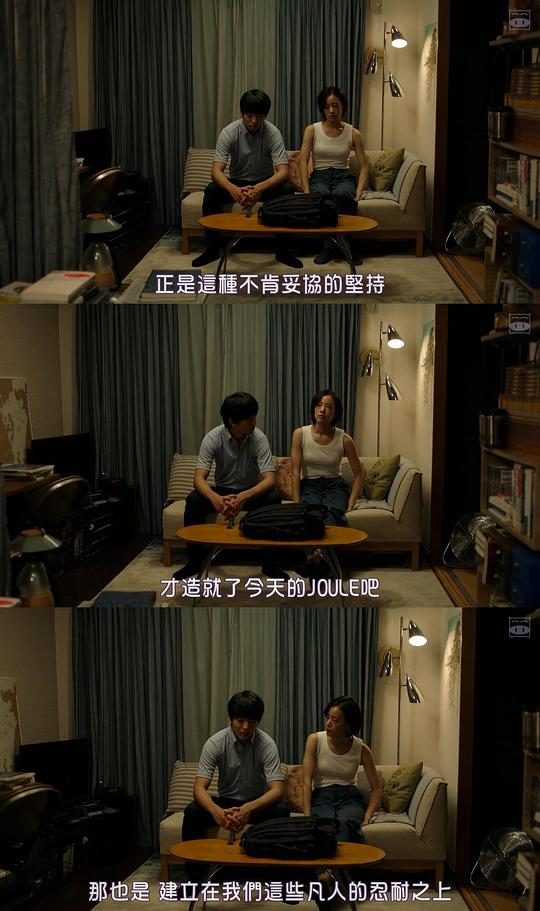 正是這種不肯妥協的堅持
才造就了今天的JOULE吧
那也是 建立在我們這些凡人的忍耐之上